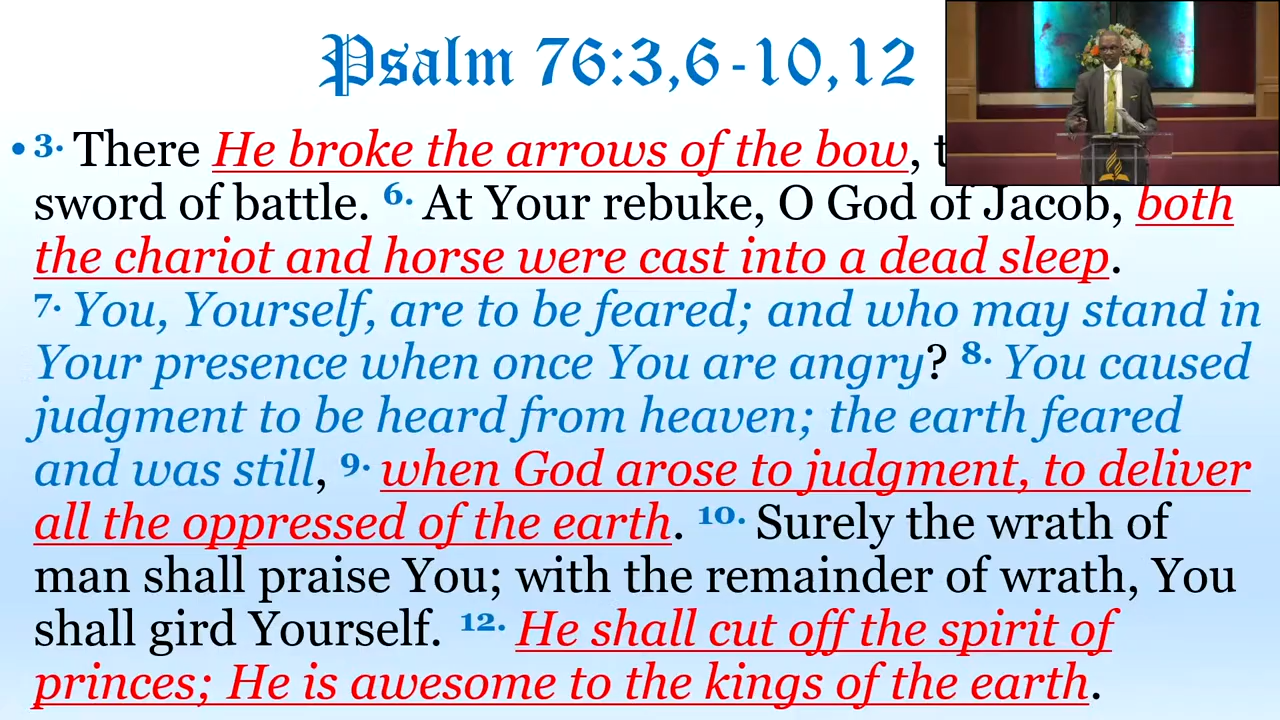 Psalm 76:3,6-10,12
• 3. There He broke the arrows of the bow,
sword of battle. 6. At Your rebuke, O God of Jacob, both
the chariot and horse were cast into a dead sleep.
7. You, Yourself, are to be feared; and who may stand in
Your presence when once You are angry? 8. You caused
judgment to be heard from heaven; the earth feared
and was still, 9. when God arose to judgment, to deliver
all the oppressed of the earth. 10. Surely the wrath of
man shall praise You; with the remainder of wrath, You
shall gird Yourself. 12. He shall cut off the spirit of
princes; He is awesome to the kings of the earth.